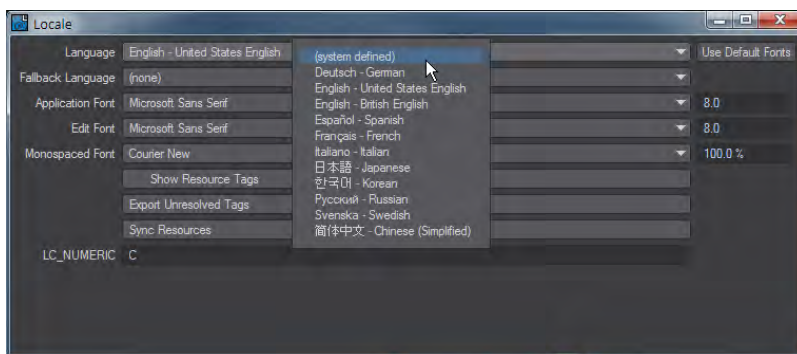 Locale
Language English - United States English Use Default Fonts
(system defined)
Deutsch - German
English - United States English
English - British English
Español - Spanish
Français - French
Italiano - Italian
日本語 - Japanese
한국어 - Korean
Русский - Russian
Svenska - Swedish
简体中文 - Chinese (Simplified)
Fallback Language (none)
Application Font Microsoft Sans Serif 8.0
Edit Font Microsoft Sans Serif 8.0
Monospaced Font Courier New 100.0 %
Show Resource Tags
Export Unresolved Tags
Sync Resources
LC_NUMERIC C